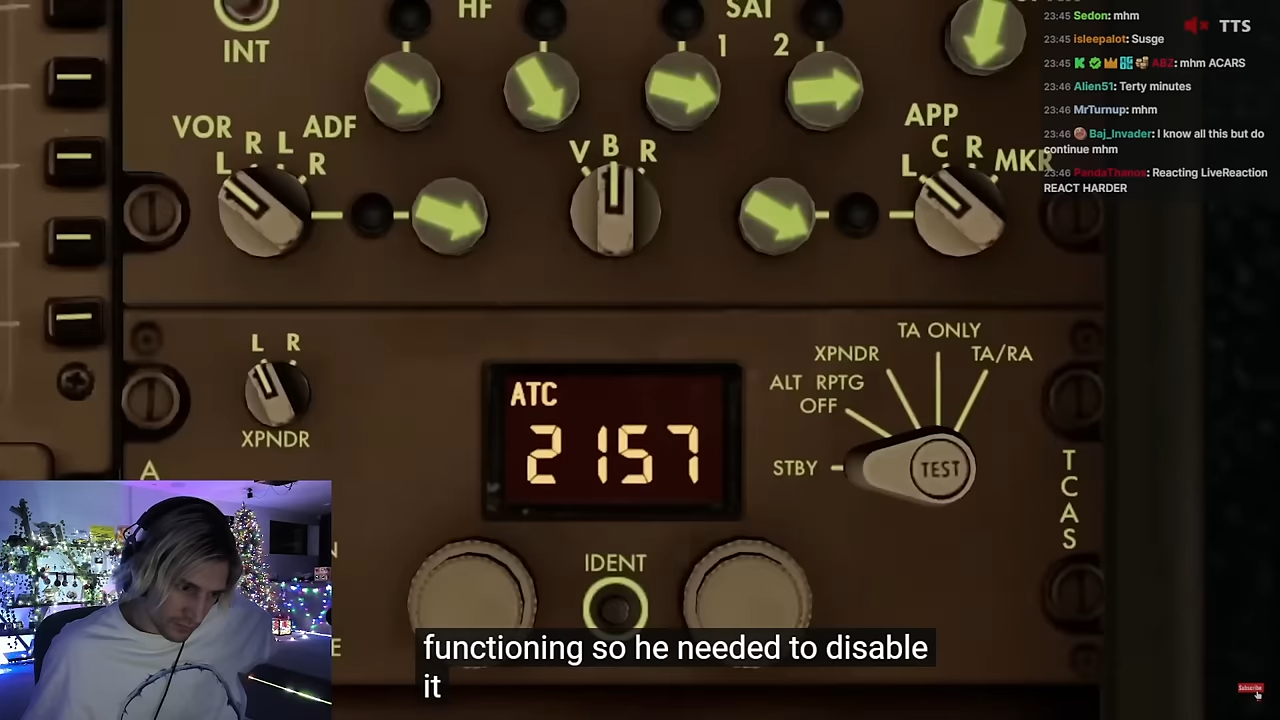 HF
SAT
1
2
INT
VOR
L
R
L
ADF
R
V
B
R
APP
L
C
R
MKR
L
R
XPNDR
ATC
2157
TA ONLY
XPNDR
TA/RA
ALT RPTG
OFF
STBY
TEST
TCAS
A
IDENT
functioning so he needed to disable
it
23:45 Sedon: mhm
23:45 isleepalot: Susge
23:45 AB2: mhm ACARS
23:46 Alien51: Terty minutes
23:46 MrTurnup: mhm
23:46 Baj_Invader: I know all this but do
continue mhm
23:46 PandaThanos: Reacting LiveReaction
REACT HARDER
TTS
Subscribe